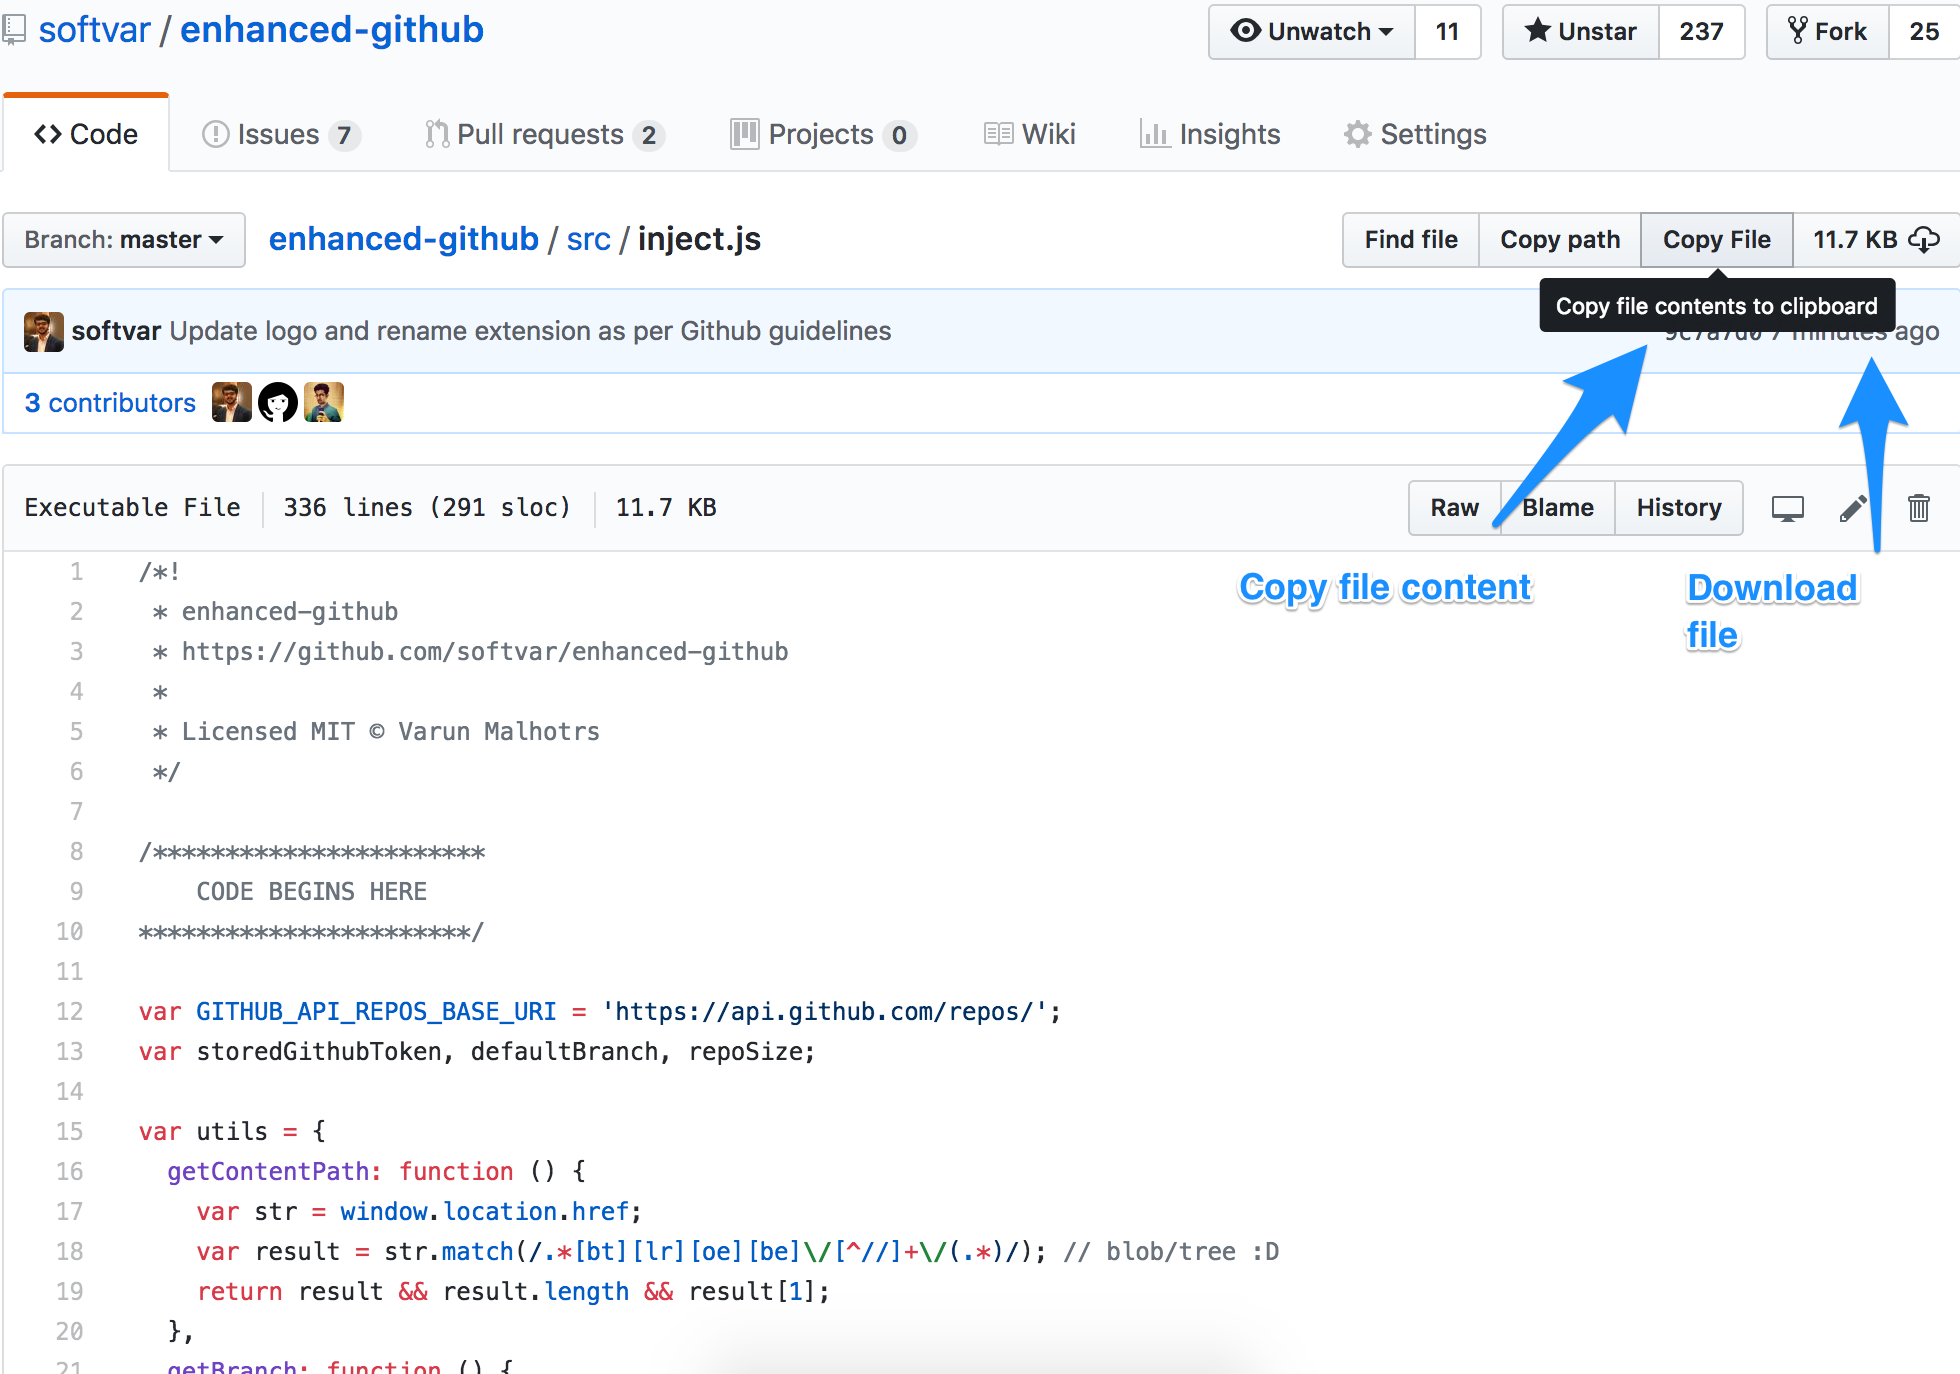 softvar / enhanced-github
Unwatch 11 Unstar 237 Fork 25
Code Issues 7 Pull requests 2 Projects 0 Wiki Insights Settings
Branch: master enhanced-github / src / inject.js Find file Copy path Copy File 11.7 KB
Copy file contents to clipboard
softvar Update logo and rename extension as per Github guidelines 9c7a7d0 7 minutes ago
3 contributors
Executable File 336 lines (291 sloc) 11.7 KB Raw Blame History
Copy file content
Download
file
1 /*!
2 * enhanced-github
3 * https://github.com/softvar/enhanced-github
4 *
5 * Licensed MIT © Varun Malhotrs
6 */
7
8 /***********************
9 CODE BEGINS HERE
10 ***********************/
11
12 var GITHUB_API_REPOS_BASE_URI = 'https://api.github.com/repos/';
13 var storedGithubToken, defaultBranch, repoSize;
14
15 var utils = {
16 getContentPath: function () {
17 var str = window.location.href;
18 var result = str.match(/.*[bt][lr][oe][be]\/[^//]+\/(.*)/); // blob/tree :D
19 return result && result.length && result[1];
20 },
21 getBranch: function () {